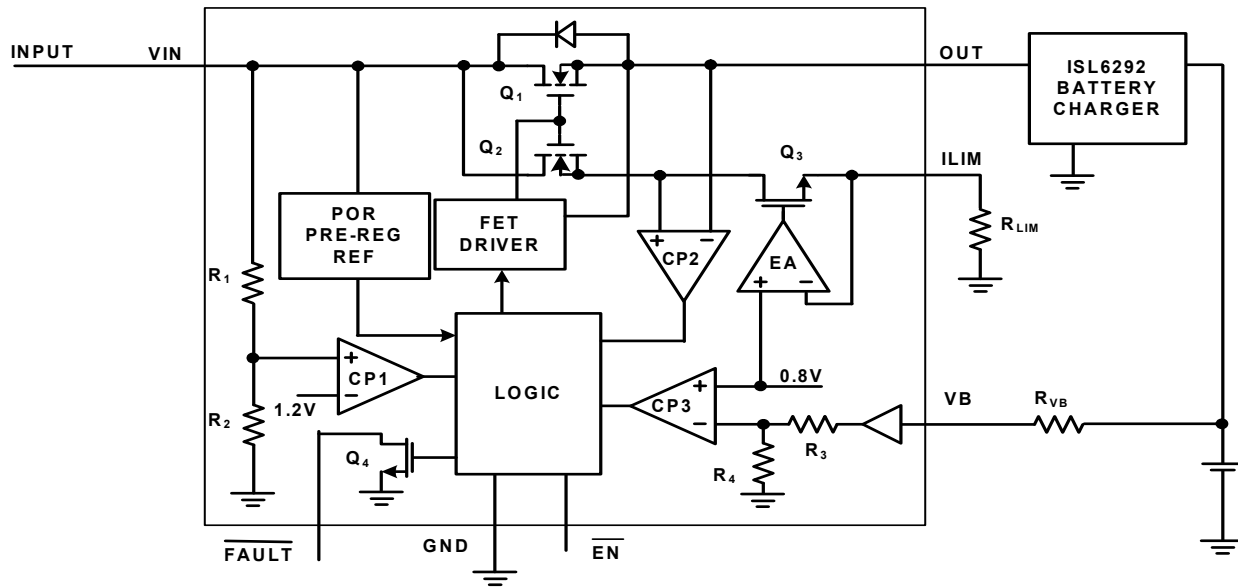 INPUT
VIN
OUT
ISL6292
BATTERY
CHARGER
Q1
Q2
Q3
ILIM
POR
PRE-REG
REF
FET
DRIVER
RLIM
+
−
CP2
EA
+
−
R1
+
CP1
−
1.2V
LOGIC
+
CP3
−
0.8V
VB
RVB
R2
R3
R4
Q4
FAULT
GND
EN